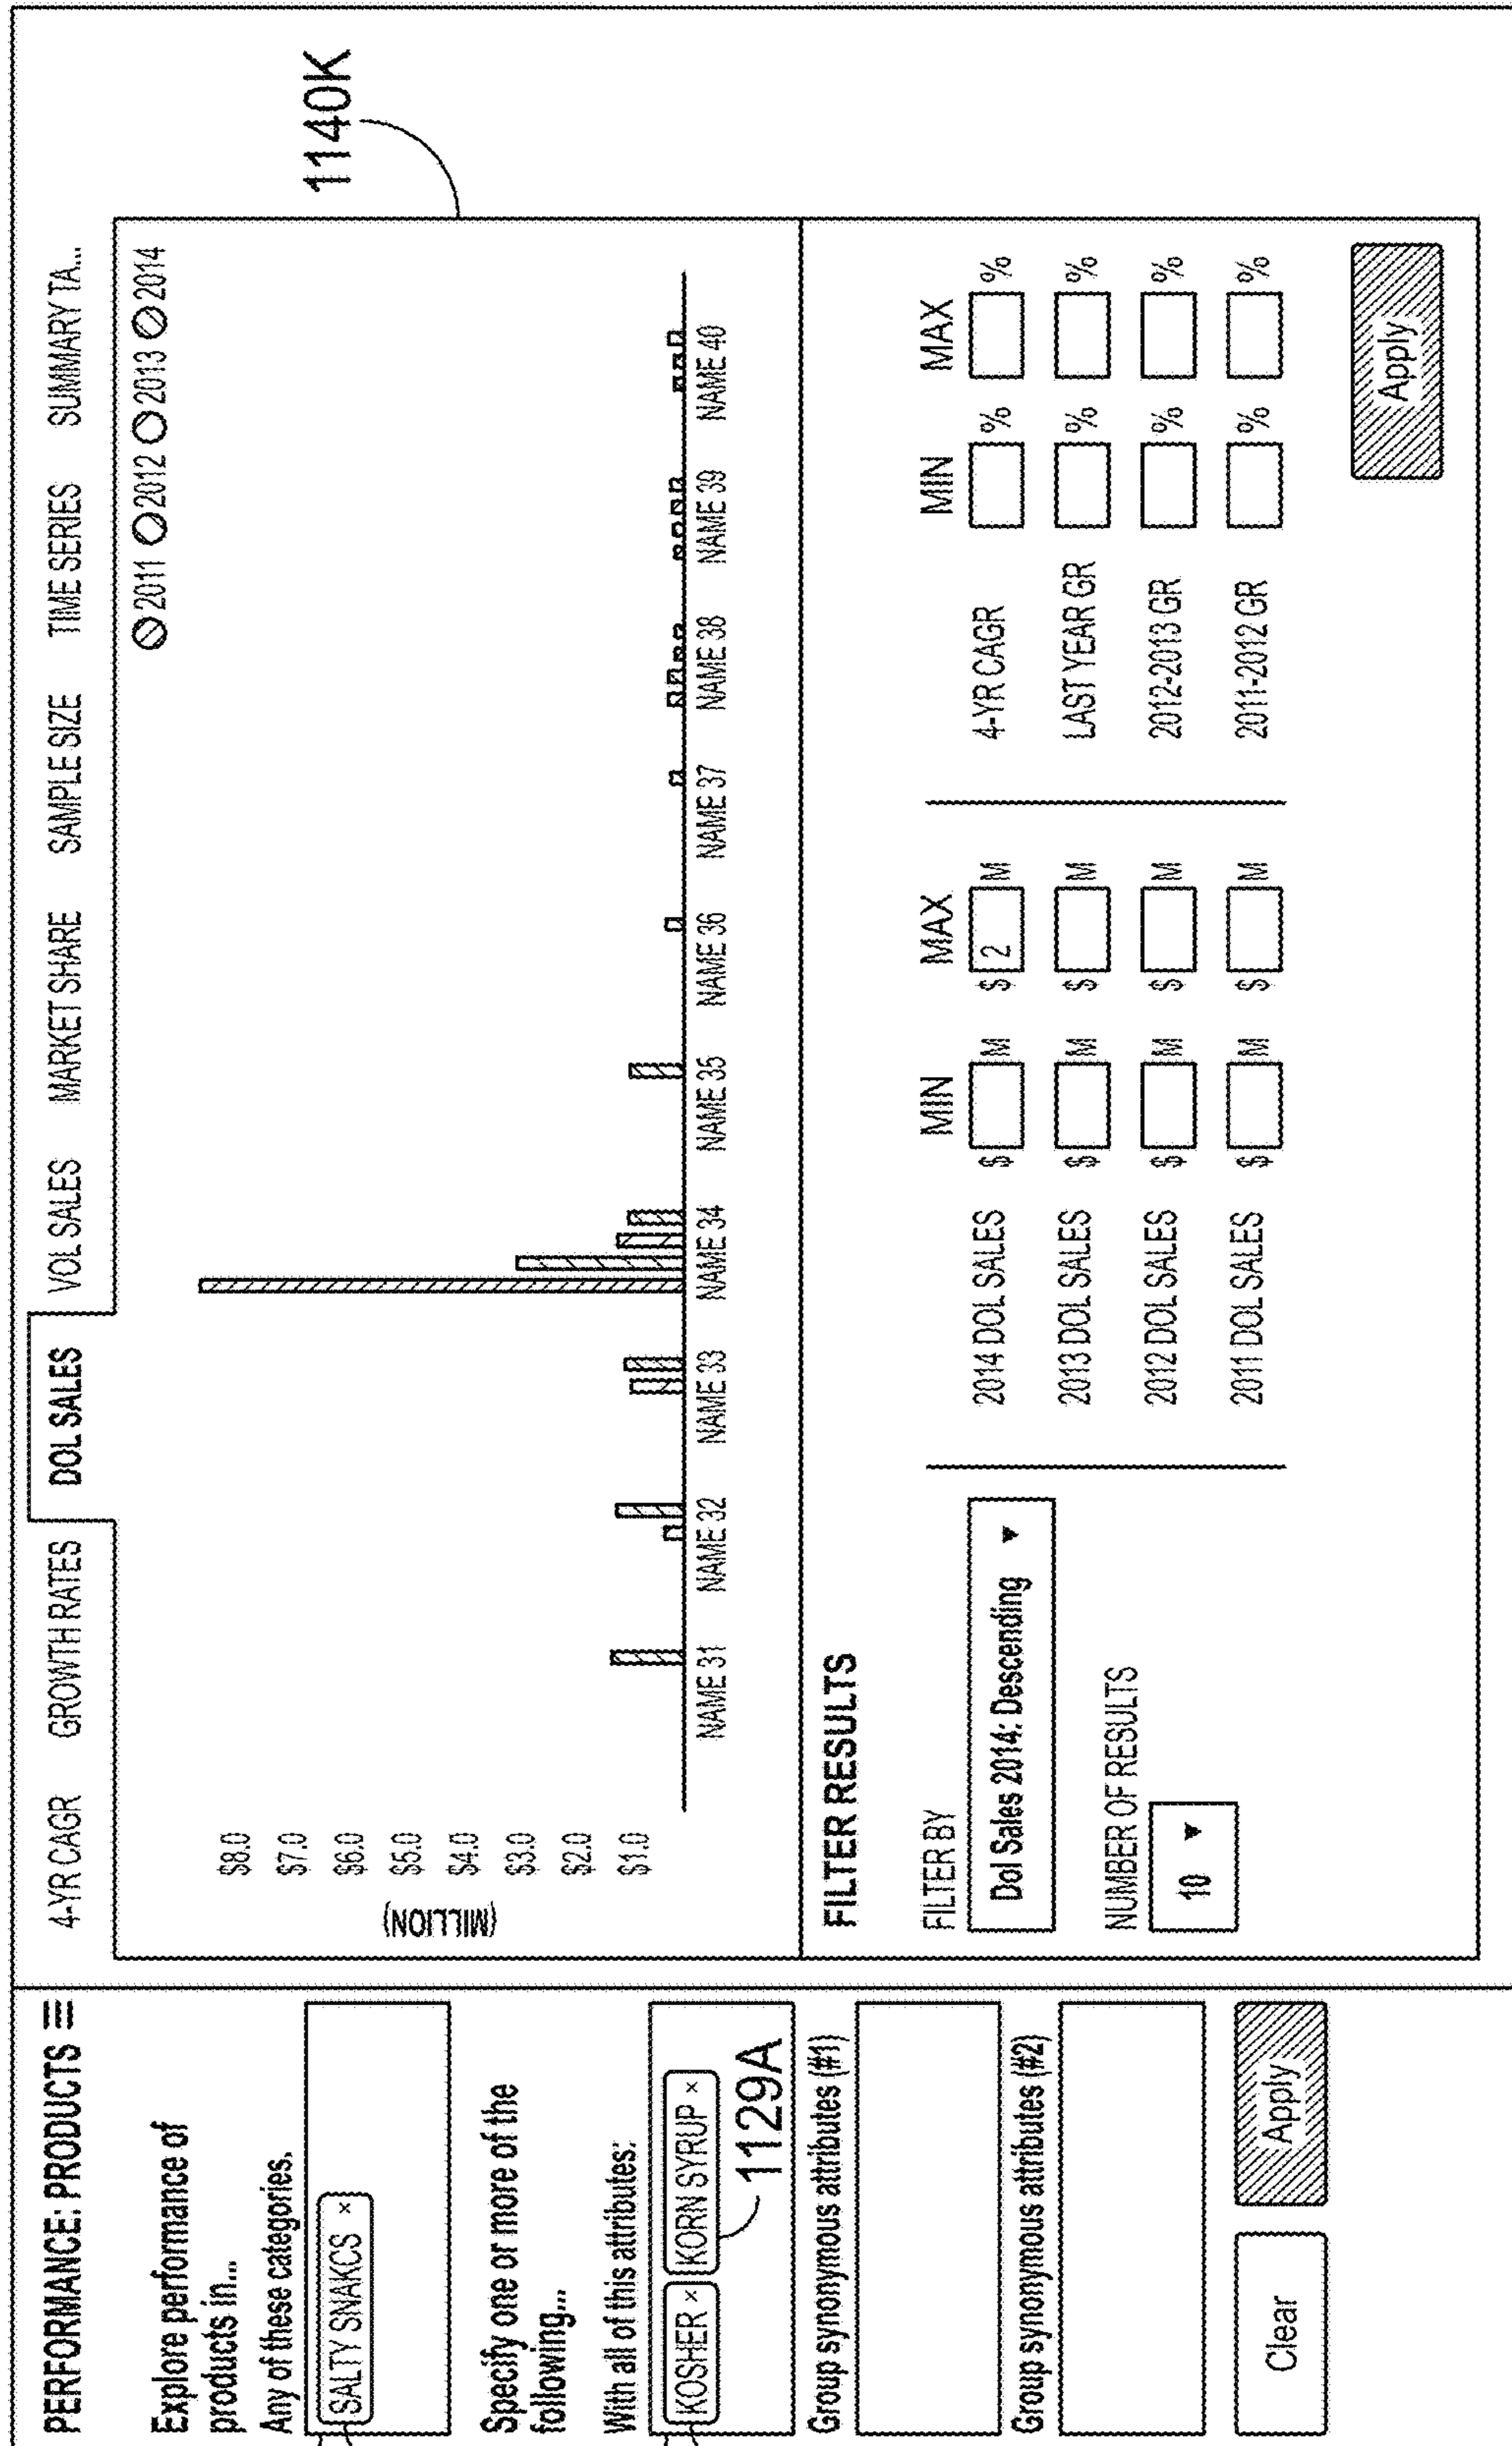 PERFORMANCE: PRODUCTS
Explore performance of
products in...
Any of these categories.
SALTY SNAKCS ×
Specify one or more of the
following...
With all of this attributes:
KOSHER × KORN SYRUP ×
1129A
Group synonymous attributes (#1)
Group synonymous attributes (#2)
Clear Apply
4-YR CAGR GROWTH RATES DOL SALES VOL SALES MARKET SHARE SAMPLE SIZE TIME SERIES SUMMARY TA...
2011 2012 2013 2014
1140K
(MILLION)
$8.0
$7.0
$6.0
$5.0
$4.0
$3.0
$2.0
$1.0
NAME 31 NAME 32 NAME 33 NAME 34 NAME 35 NAME 36 NAME 37 NAME 38 NAME 39 NAME 40
FILTER RESULTS
FILTER BY
Dol Sales 2014: Descending
NUMBER OF RESULTS
10
MIN MAX
2014 DOL SALES $ M $ 2 M
2013 DOL SALES $ M $ M
2012 DOL SALES $ M $ M
2011 DOL SALES $ M $ M
MIN MAX
4-YR CAGR % %
LAST YEAR GR % %
2012-2013 GR % %
2011-2012 GR % %
Apply